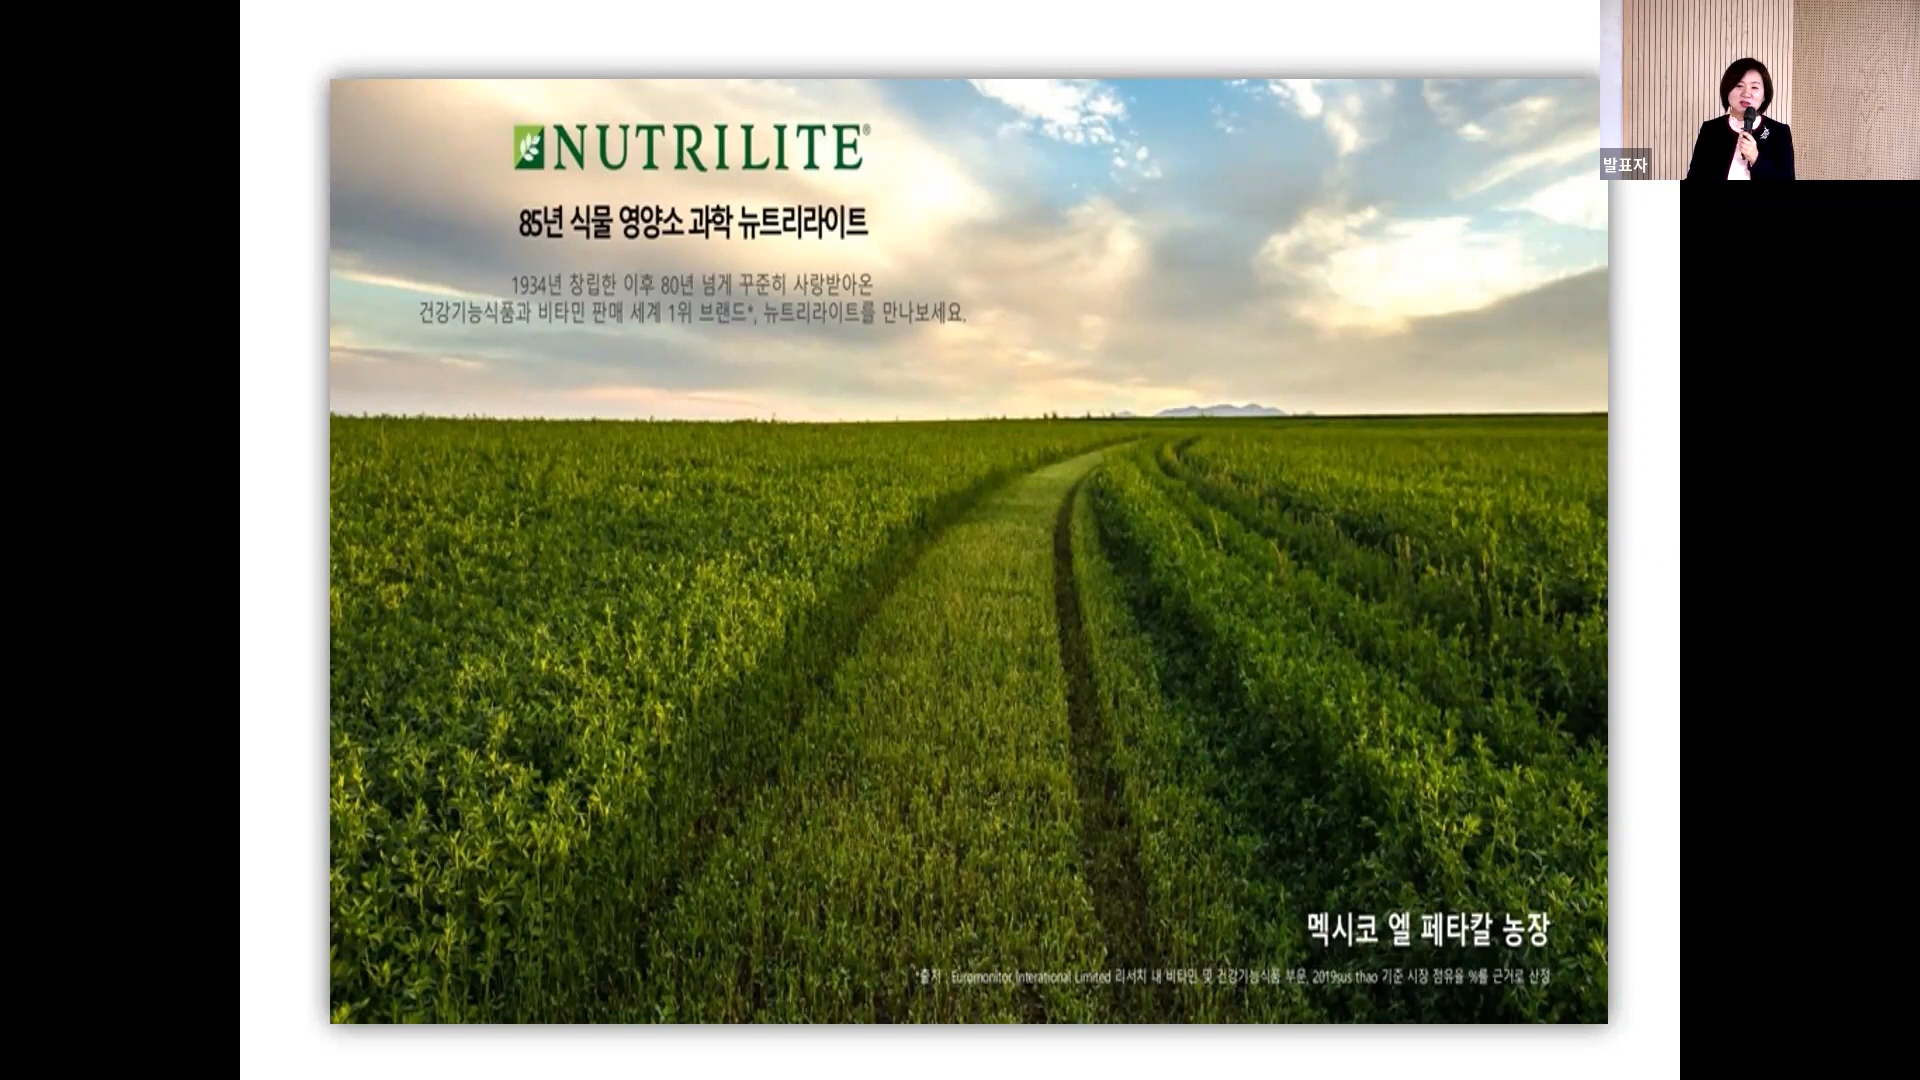 NUTRILITE®
85년 식물 영양소 과학 뉴트리라이트
1934년 창립한 이후 80년 넘게 꾸준히 사랑받아온
건강기능식품과 비타민 판매 세계 1위 브랜드*, 뉴트리라이트를 만나보세요.
발표자
멕시코 엘 페타칼 농장
*출처 : Euromonitor Interational Limited 리서치 내 비타민 및 건강기능식품 부문, 2019sus thao 기준 시장 점유율 %를 근거로 산정